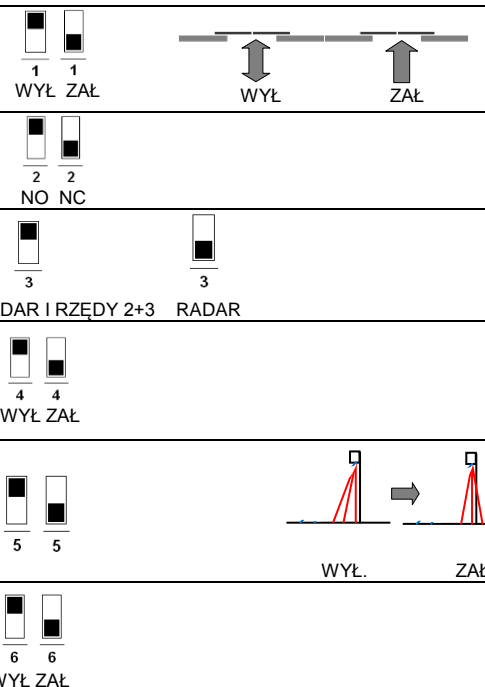 1 1
WYŁ ZAŁ WYŁ ZAŁ
2 2
NO NC
3 3
DAR I RZĘDY 2+3 RADAR
4 4
WYŁ ZAŁ
5 5
WYŁ. ZAŁ
6 6
WYŁ ZAŁ